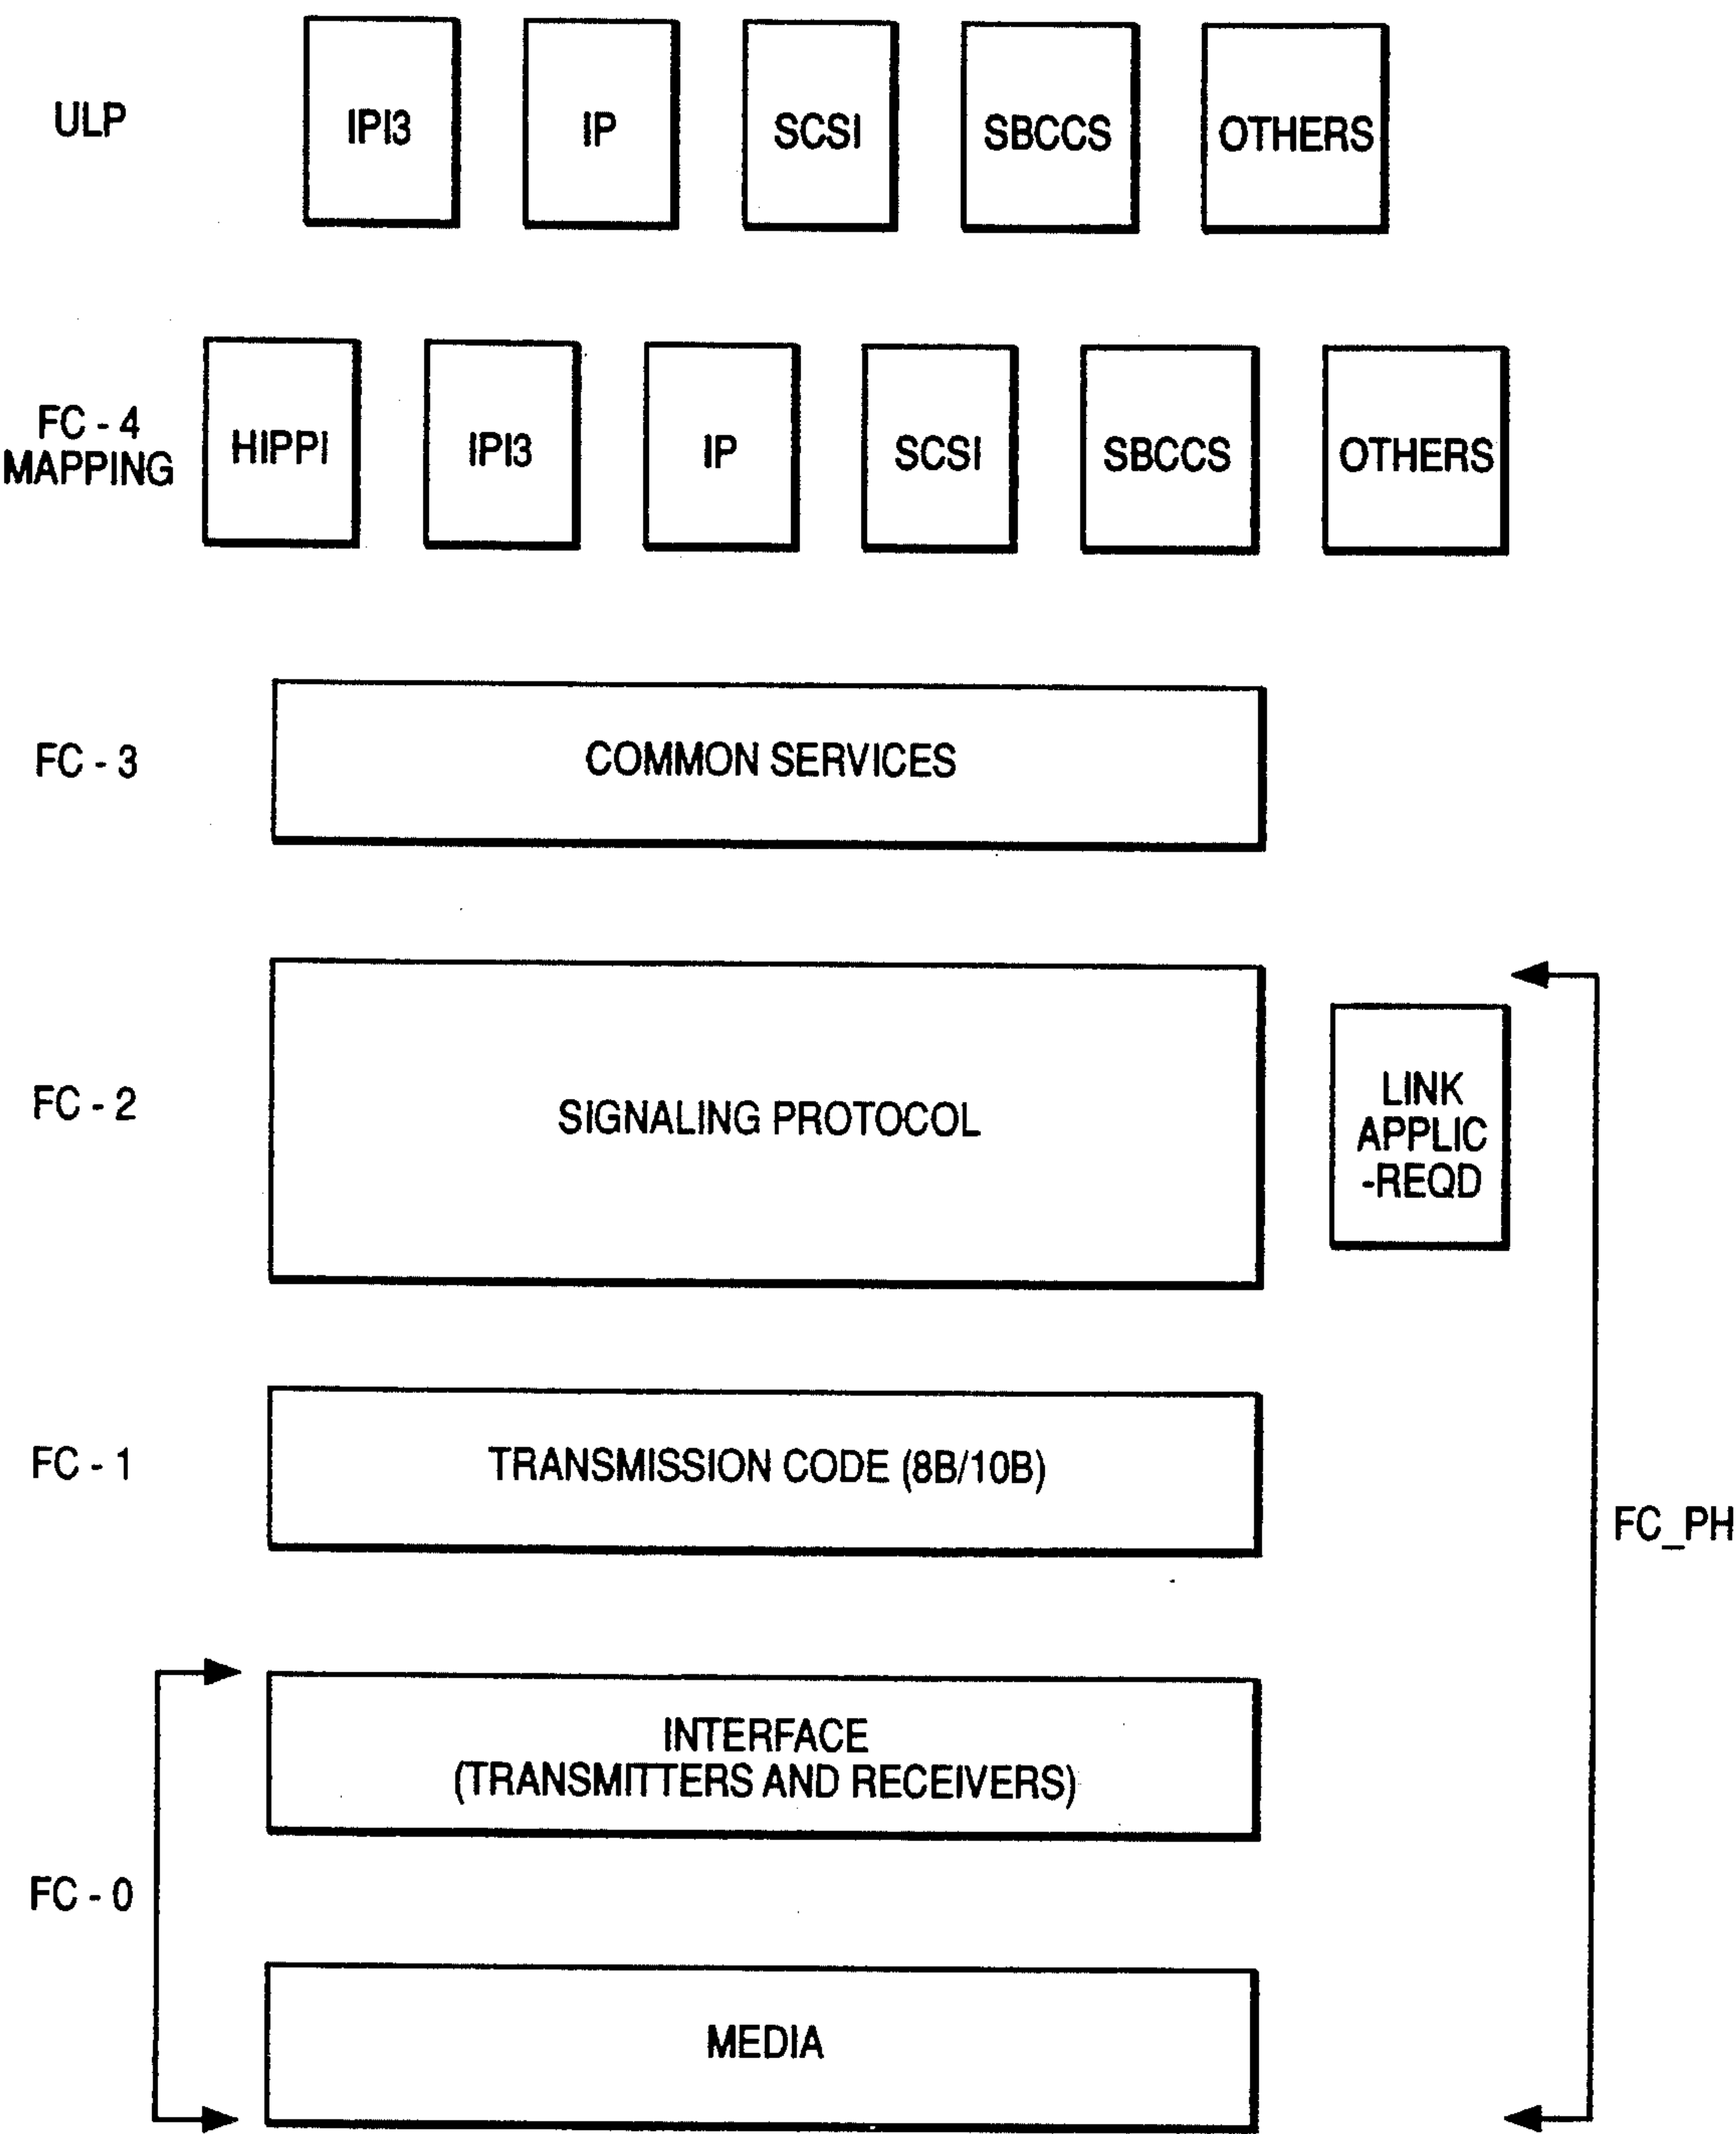 ULP
IPI3
IP
SCSI
SBCCS
OTHERS
FC - 4
MAPPING
HIPPI
IPI3
IP
SCSI
SBCCS
OTHERS
FC - 3
COMMON SERVICES
FC - 2
SIGNALING PROTOCOL
LINK
APPLIC
-REQD
FC - 1
TRANSMISSION CODE (8B/10B)
FC_PH
INTERFACE
(TRANSMITTERS AND RECEIVERS)
FC - 0
MEDIA